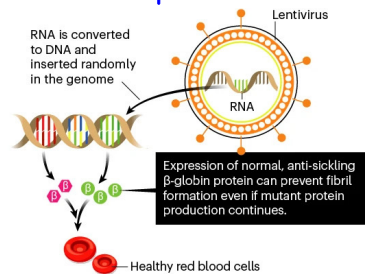 Lentivirus
RNA is converted
to DNA and
inserted randomly
in the genome
RNA
Expression of normal, anti-sickling
β-globin protein can prevent fibril
formation even if mutant protein
production continues.
β β
β β β
Healthy red blood cells